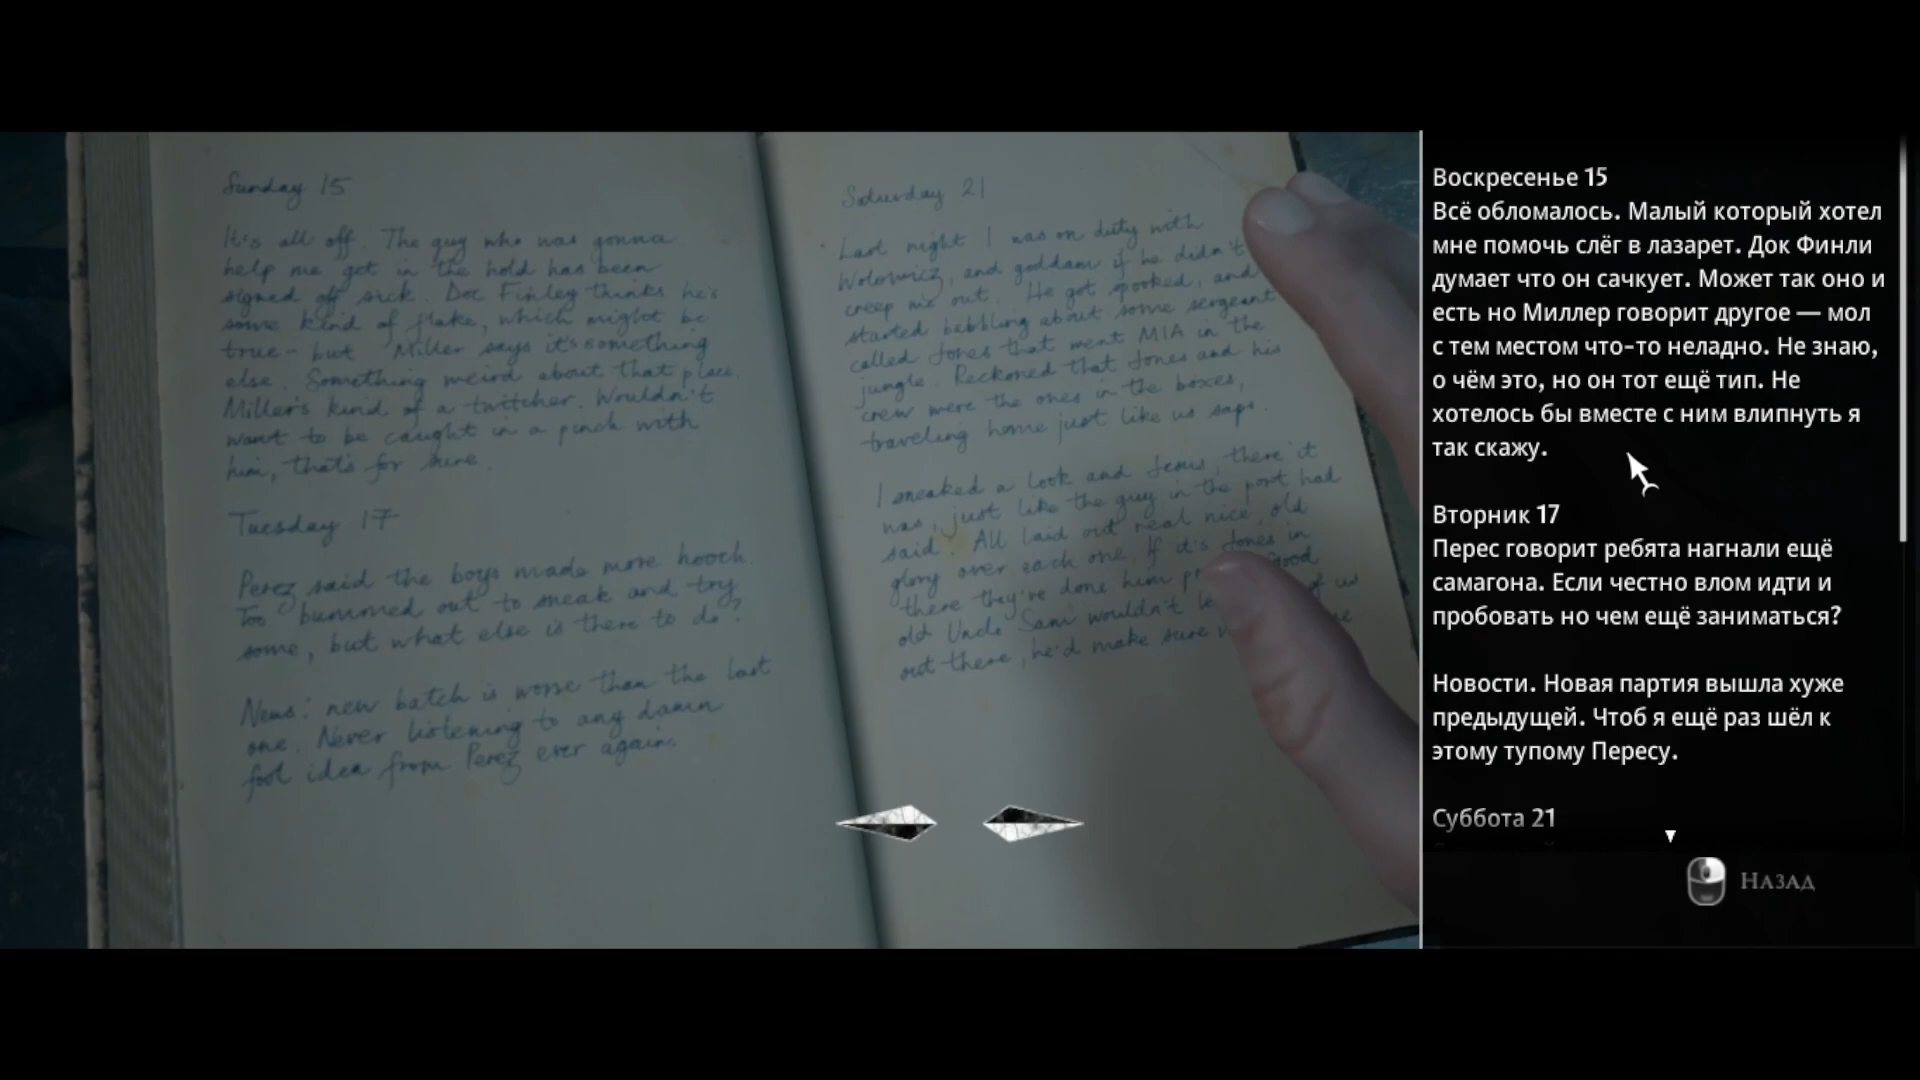 Sunday 15
It's all off. The guy who was gonna
help me get in the hold has been
signed off sick. Doc Finley thinks he's
some kind of flake, which might be
true - but Miller says it's something
else. Something weird about that place.
Miller's kind of a twitcher. Wouldn't
want to be caught in a pinch with
him, that's for sure.
Tuesday 17
Perez said the boys made more hooch.
Too bummed out to sneak and try
some, but what else is there to do?
News: new batch is worse than the last
one. Never listening to any damn
fool idea from Perez ever again.
Saturday 21
Last night I was on duty with
Wolowicz, and goddam if he didn't
creep me out. He got spooked, and
started babbling about some sergeant
called Jones that went MIA in the
jungle. Reckoned that Jones and his
crew were the ones in the boxes,
traveling home just like us saps.
I sneaked a look and Jesus, there it
was, just like the guy in the port had
said. All laid out real nice, old
glory over each one. If it's Jones in
there they've done him good
old Uncle Sam wouldn't of us
out there, he'd make sure
Воскресенье 15
Всё обломалось. Малый который хотел
мне помочь слёг в лазарет. Док Финли
думает что он сачкует. Может так оно и
есть но Миллер говорит другое — мол
с тем местом что-то неладно. Не знаю,
о чём это, но он тот ещё тип. Не
хотелось бы вместе с ним влипнуть я
так скажу.
Вторник 17
Перес говорит ребята нагнали ещё
самагона. Если честно влом идти и
пробовать но чем ещё заниматься?
Новости. Новая партия вышла хуже
предыдущей. Чтоб я ещё раз шёл к
этому тупому Пересу.
Суббота 21
Назад